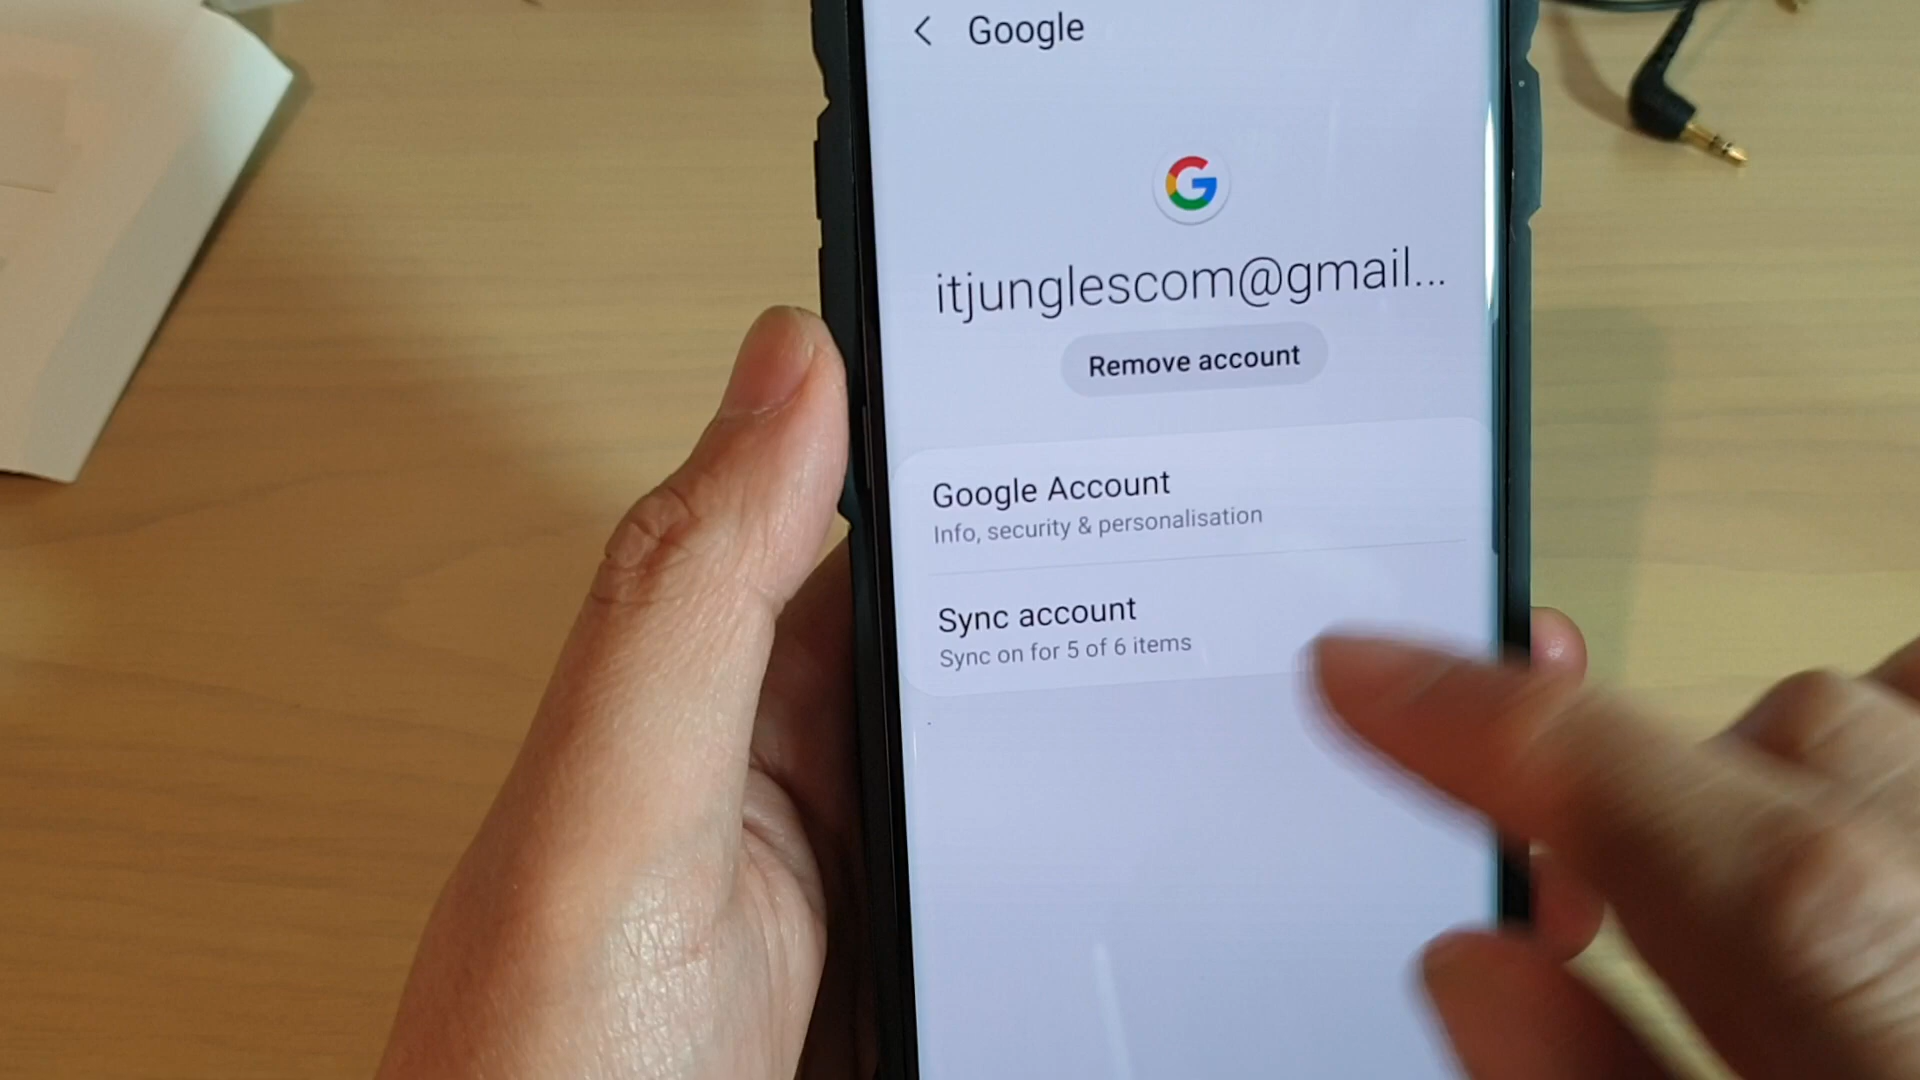 Google
itjunglescom@gmail...
Remove account
Google Account
Info, security & personalisation
Sync account
Sync on for 5 of 6 items